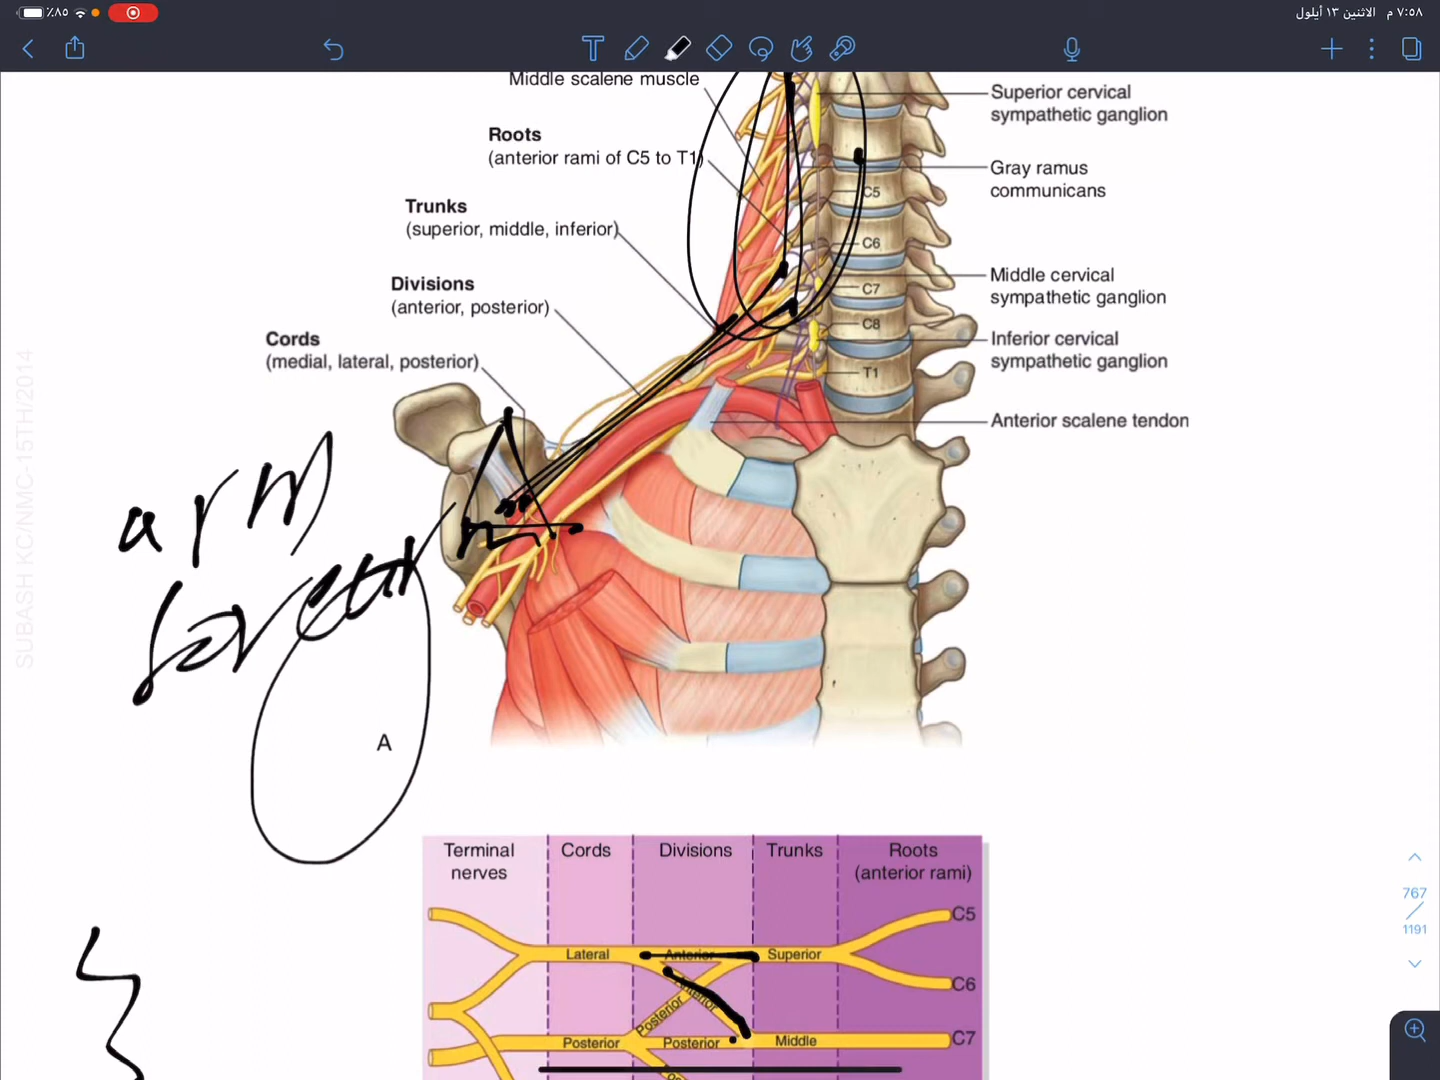 ٪٨٥
٧:٥٨ م الاثنين ١٣ أيلول
Middle scalene muscle
Roots
(anterior rami of C5 to T1)
Trunks
(superior, middle, inferior)
Divisions
(anterior, posterior)
Cords
(medial, lateral, posterior)
Superior cervical
sympathetic ganglion
Gray ramus
communicans
Middle cervical
sympathetic ganglion
Inferior cervical
sympathetic ganglion
Anterior scalene tendon
C5
C6
C7
C8
T1
SUBASH KC/NMC-15TH/2014
arm
A
767
1191
Terminal
nerves
Cords
Divisions
Trunks
Roots
(anterior rami)
C5
Lateral
Anterior
Superior
C6
Anterior
Posterior
Posterior
Posterior
Middle
C7